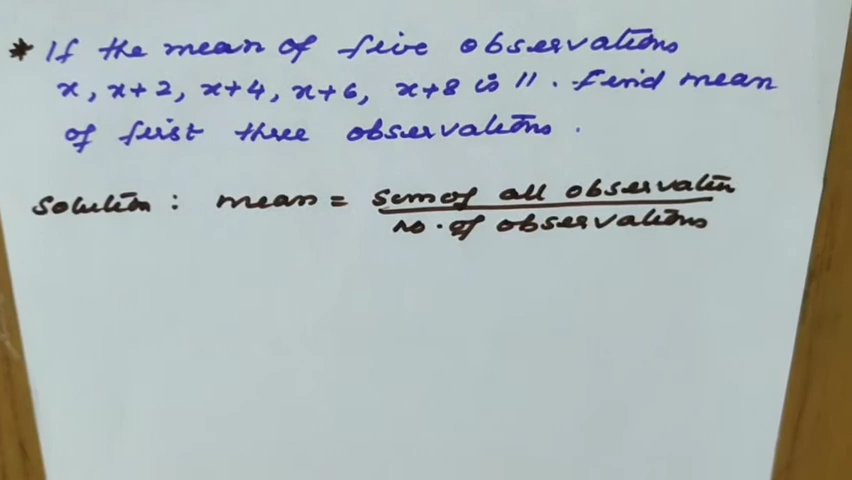 * If the mean of five observations
x, x+2, x+4, x+6, x+8 is 11. Find mean
of first three observations.
Solution : mean = sum of all observation
no. of observations